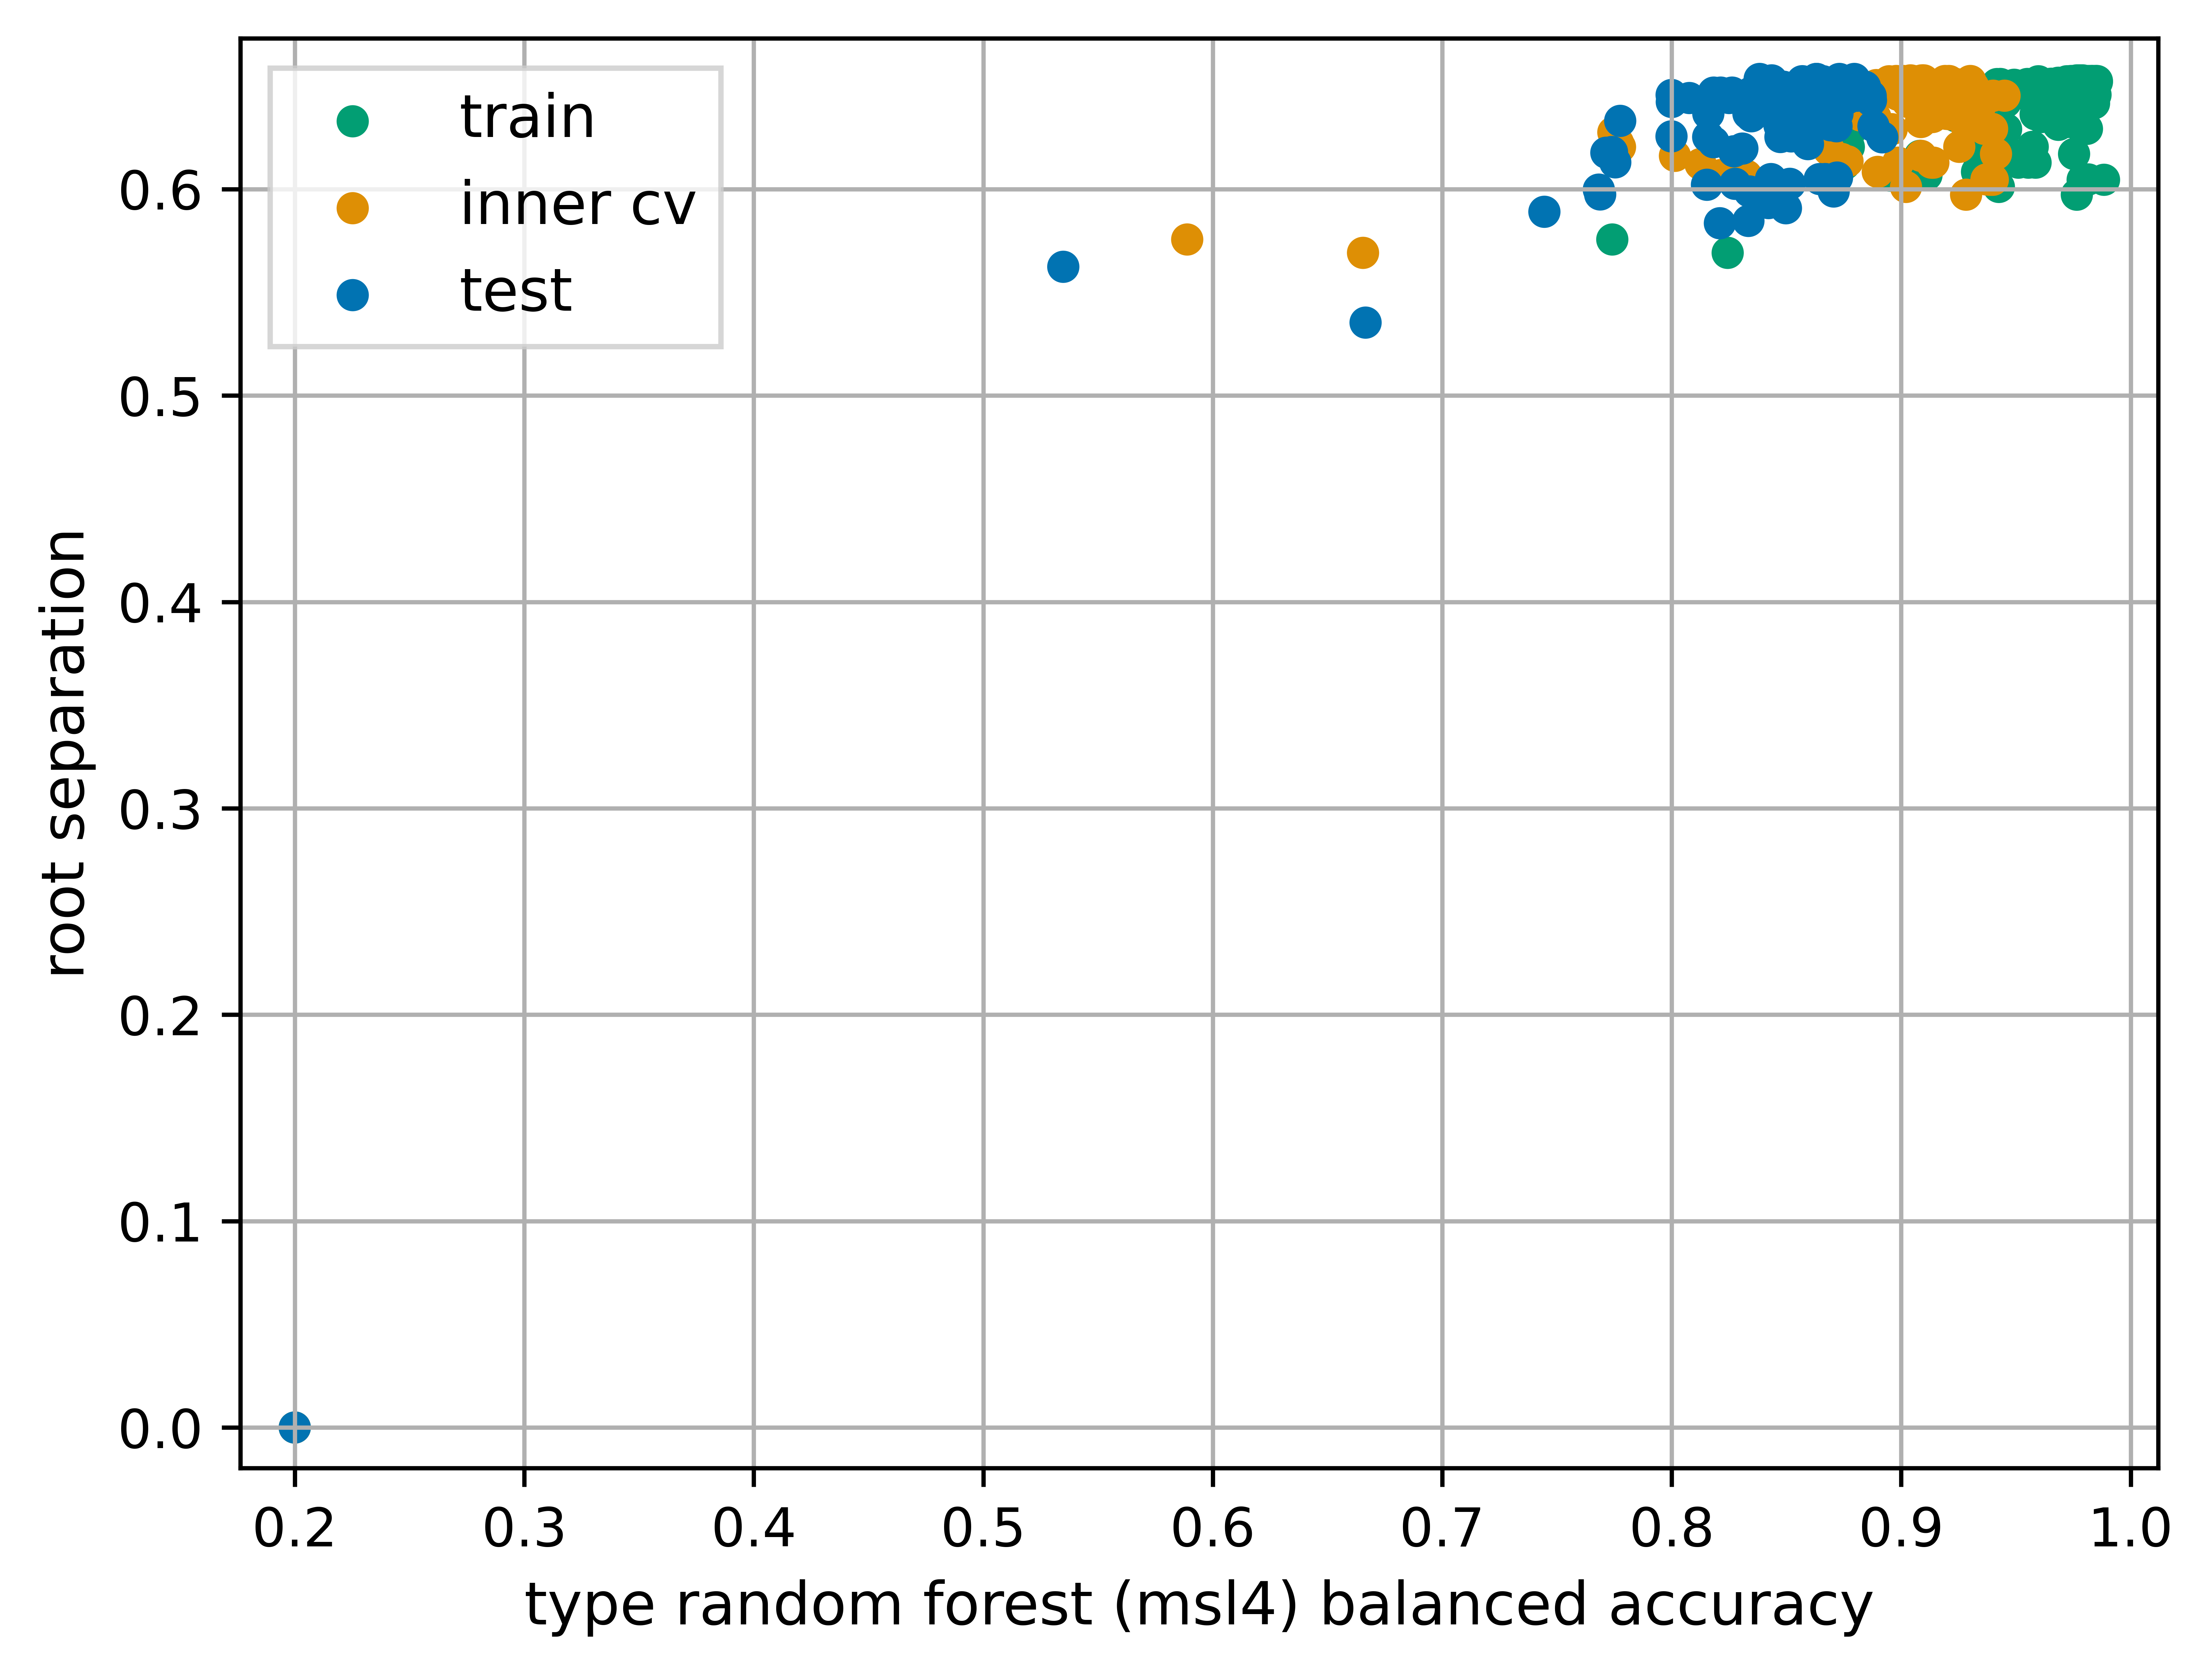 train
inner cv
test
root separation
0.6
0.5
0.4
0.3
0.2
0.1
0.0
0.2 0.3 0.4 0.5 0.6 0.7 0.8 0.9 1.0
type random forest (msl4) balanced accuracy